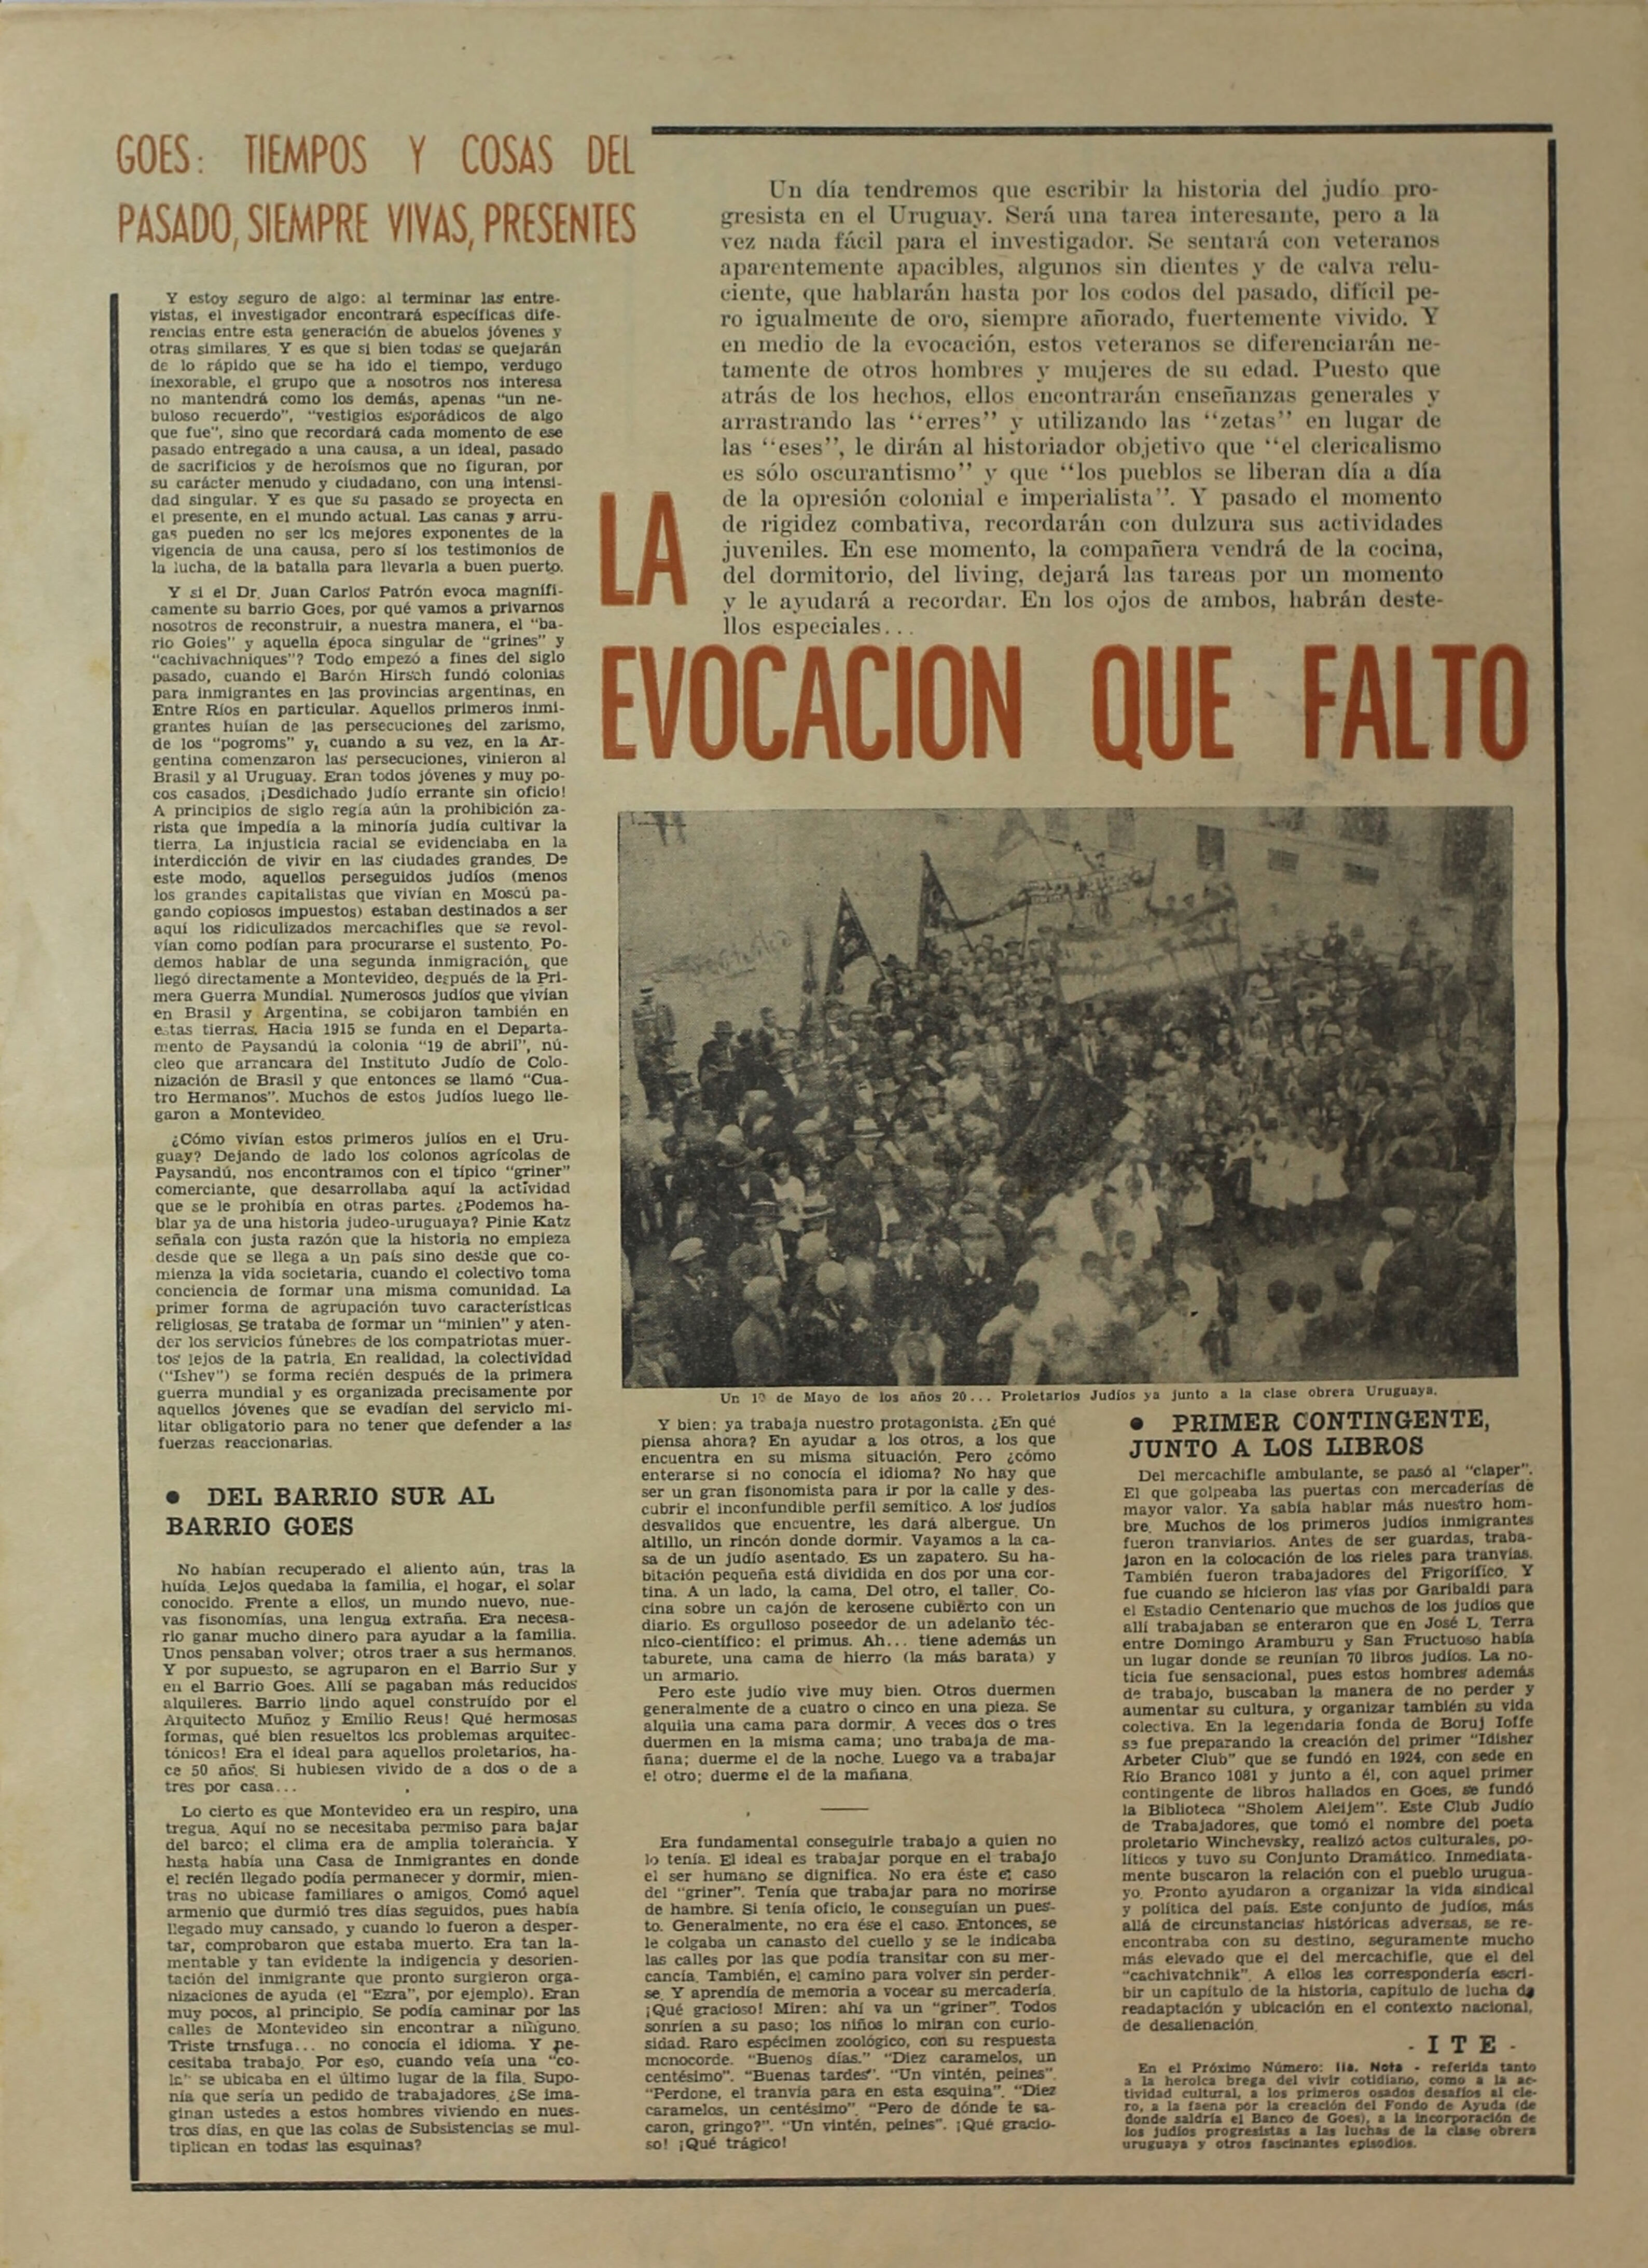 GOES: TIEMPOS Y COSAS DEL
PASADO, SIEMPRE VIVAS, PRESENTES
Un día tendremos que escribir la historia del judío pro-
gresista en el Uruguay. Será una tarea interesante, pero a la
vez nada fácil para el investigador. Se sentará con veteranos
aparentemente apacibles, algunos sin dientes y de calva relu-
ciente, que hablarán hasta por los codos del pasado, difícil pe-
ro igualmente de oro, siempre añorado, fuertemente vivido. Y
en medio de la evocación, estos veteranos se diferenciarán ne-
tamente de otros hombres y mujeres de su edad. Puesto que
atrás de los hechos, ellos encontrarán enseñanzas generales y
arrastrando las "erres" y utilizando las "zetas" en lugar de
las "eses", le dirán al historiador objetivo que "el clericalismo
es sólo oscurantismo" y que "los pueblos se liberan día a día
de la opresión colonial e imperialista". Y pasado el momento
de rigidez combativa, recordarán con dulzura sus actividades
juveniles. En ese momento, la compañera vendrá de la cocina,
del dormitorio, del living, dejará las tareas por un momento
y le ayudará a recordar. En los ojos de ambos, habrán deste-
llos especiales...
LA
EVOCACION QUE FALTO
Y estoy seguro de algo: al terminar las entre-
vistas, el investigador encontrará específicas dife-
rencias entre esta generación de abuelos jóvenes y
otras similares. Y es que si bien todas se quejarán
de lo rápido que se ha ido el tiempo, verdugo
inexorable, el grupo que a nosotros nos interesa
no mantendrá como los demás, apenas "un ne-
buloso recuerdo", "vestigios esporádicos de algo
que fue", sino que recordará cada momento de ese
pasado entregado a una causa, a un ideal, pasado
de sacrificios y de heroísmos que no figuran, por
su carácter menudo y ciudadano, con una intensi-
dad singular. Y es que su pasado se proyecta en
el presente, en el mundo actual. Las canas y arru-
gas pueden no ser los mejores exponentes de la
vigencia de una causa, pero sí los testimonios de
la lucha, de la batalla para llevarla a buen puerto.
Y si el Dr. Juan Carlos Patrón evoca magnífi-
camente su barrio Goes, por qué vamos a privarnos
nosotros de reconstruir, a nuestra manera, el "ba-
rio Goies" y aquella época singular de "grines" y
"cachivachniques"? Todo empezó a fines del siglo
pasado, cuando el Barón Hirsch fundó colonias
para inmigrantes en las provincias argentinas, en
Entre Ríos en particular. Aquellos primeros inmi-
grantes huían de las persecuciones del zarismo,
de los "pogroms" y, cuando a su vez, en la Ar-
gentina comenzaron las persecuciones, vinieron al
Brasil y al Uruguay. Eran todos jóvenes y muy po-
cos casados. ¡Desdichado judío errante sin oficio!
A principios de siglo regía aún la prohibición za-
rista que impedía a la minoría judía cultivar la
tierra. La injusticia racial se evidenciaba en la
interdicción de vivir en las ciudades grandes. De
este modo, aquellos perseguidos judíos (menos
los grandes capitalistas que vivían en Moscú pa-
gando copiosos impuestos) estaban destinados a ser
aquí los ridiculizados mercachifles que se revol-
vían como podían para procurarse el sustento. Po-
demos hablar de una segunda inmigración, que
llegó directamente a Montevideo, después de la Pri-
mera Guerra Mundial. Numerosos judíos que vivían
en Brasil y Argentina, se cobijaron también en
estas tierras. Hacia 1915 se funda en el Departa-
mento de Paysandú la colonia "19 de abril", nú-
cleo que arrancara del Instituto Judío de Colo-
nización de Brasil y que entonces se llamó "Cua-
tro Hermanos". Muchos de estos judíos luego lle-
garon a Montevideo.
¿Cómo vivían estos primeros julíos en el Uru-
guay? Dejando de lado los colonos agrícolas de
Paysandú, nos encontramos con el típico "griner"
comerciante, que desarrollaba aquí la actividad
que se le prohibía en otras partes. ¿Podemos ha-
blar ya de una historia judeo-uruguaya? Pinie Katz
señala con justa razón que la historia no empieza
desde que se llega a un país sino desde que co-
mienza la vida societaria, cuando el colectivo toma
conciencia de formar una misma comunidad. La
primer forma de agrupación tuvo características
religiosas. Se trataba de formar un "minien" y aten-
der los servicios fúnebres de los compatriotas muer-
tos lejos de la patria. En realidad, la colectividad
("Ishev") se forma recién después de la primera
guerra mundial y es organizada precisamente por
aquellos jóvenes que se evadían del servicio mi-
litar obligatorio para no tener que defender a las
fuerzas reaccionarias.
● DEL BARRIO SUR AL
BARRIO GOES
No habían recuperado el aliento aún, tras la
huída. Lejos quedaba la familia, el hogar, el solar
conocido. Frente a ellos, un mundo nuevo, nue-
vas fisonomías, una lengua extraña. Era necesa-
rio ganar mucho dinero para ayudar a la familia.
Unos pensaban volver; otros traer a sus hermanos.
Y por supuesto, se agruparon en el Barrio Sur y
en el Barrio Goes. Allí se pagaban más reducidos
alquileres. Barrio lindo aquel construído por el
Arquitecto Muñoz y Emilio Reus! Qué hermosas
formas, qué bien resueltos los problemas arquitec-
tónicos! Era el ideal para aquellos proletarios, ha-
ce 50 años. Si hubiesen vivido de a dos o de a
tres por casa...
Lo cierto es que Montevideo era un respiro, una
tregua. Aquí no se necesitaba permiso para bajar
del barco; el clima era de amplia tolerancia. Y
hasta había una Casa de Inmigrantes en donde
el recién llegado podía permanecer y dormir, mien-
tras no ubicase familiares o amigos. Comó aquel
armenio que durmió tres días seguidos, pues había
llegado muy cansado, y cuando lo fueron a desper-
tar, comprobaron que estaba muerto. Era tan la-
mentable y tan evidente la indigencia y desorien-
tación del inmigrante que pronto surgieron orga-
nizaciones de ayuda (el "Ezra", por ejemplo). Eran
muy pocos, al principio. Se podía caminar por las
calles de Montevideo sin encontrar a ninguno.
Triste trnsfuga... no conocía el idioma. Y ne-
cesitaba trabajo. Por eso, cuando veía una "co-
la" se ubicaba en el último lugar de la fila. Supo-
nía que sería un pedido de trabajadores. ¿Se ima-
ginan ustedes a estos hombres viviendo en nues-
tros días, en que las colas de Subsistencias se mul-
tiplican en todas las esquinas?
Un 1º de Mayo de los años 20... Proletarios Judíos ya junto a la clase obrera Uruguaya.
Y bien: ya trabaja nuestro protagonista. ¿En qué
piensa ahora? En ayudar a los otros, a los que
encuentra en su misma situación. Pero ¿cómo
enterarse si no conocía el idioma? No hay que
ser un gran fisonomista para ir por la calle y des-
cubrir el inconfundible perfil semítico. A los judíos
desvalidos que encuentre, les dará albergue. Un
altillo, un rincón donde dormir. Vayamos a la ca-
sa de un judío asentado. Es un zapatero. Su ha-
bitación pequeña está dividida en dos por una cor-
tina. A un lado, la cama. Del otro, el taller. Co-
cina sobre un cajón de kerosene cubierto con un
diario. Es orgulloso poseedor de un adelanto téc-
nico-científico: el primus. Ah... tiene además un
taburete, una cama de hierro (la más barata) y
un armario.
Pero este judío vive muy bien. Otros duermen
generalmente de a cuatro o cinco en una pieza. Se
alquila una cama para dormir. A veces dos o tres
duermen en la misma cama; uno trabaja de ma-
ñana; duerme el de la noche. Luego va a trabajar
el otro; duerme el de la mañana.
Era fundamental conseguirle trabajo a quien no
lo tenía. El ideal es trabajar porque en el trabajo
el ser humano se dignifica. No era éste el caso
del "griner". Tenía que trabajar para no morirse
de hambre. Si tenía oficio, le conseguían un pues-
to. Generalmente, no era ése el caso. Entonces, se
le colgaba un canasto del cuello y se le indicaba
las calles por las que podía transitar con su mer-
cancía. También, el camino para volver sin perder-
se. Y aprendía de memoria a vocear su mercadería.
¡Qué gracioso! Miren: ahí va un "griner". Todos
sonríen a su paso; los niños lo miran con curio-
sidad. Raro espécimen zoológico, con su respuesta
monocorde. "Buenos días." "Diez caramelos, un
centésimo". "Buenas tardes". "Un vintén, peines".
"Perdone, el tranvía para en esta esquina". "Diez
caramelos, un centésimo". "Pero de dónde te sa-
caron, gringo?". "Un vintén, peines". ¡Qué gracio-
so! ¡Qué trágico!
● PRIMER CONTINGENTE,
JUNTO A LOS LIBROS
Del mercachifle ambulante, se pasó al "claper".
El que golpeaba las puertas con mercaderías de
mayor valor. Ya sabía hablar más nuestro hom-
bre. Muchos de los primeros judíos inmigrantes
fueron tranviarios. Antes de ser guardas, traba-
jaron en la colocación de los rieles para tranvías.
También fueron trabajadores del Frigorífico. Y
fue cuando se hicieron las vías por Garibaldi para
el Estadio Centenario que muchos de los judíos que
allí trabajaban se enteraron que en José L. Terra
entre Domingo Aramburu y San Fructuoso había
un lugar donde se reunían 70 libros judíos. La no-
ticia fue sensacional, pues estos hombres además
de trabajo, buscaban la manera de no perder y
aumentar su cultura, y organizar también su vida
colectiva. En la legendaria fonda de Boruj Ioffe
se fue preparando la creación del primer "Idisher
Arbeter Club" que se fundó en 1924, con sede en
Río Branco 1081 y junto a él, con aquel primer
contingente de libros hallados en Goes, se fundó
la Biblioteca "Sholem Aleijem". Este Club Judío
de Trabajadores, que tomó el nombre del poeta
proletario Winchevsky, realizó actos culturales, po-
líticos y tuvo su Conjunto Dramático. Inmediata-
mente buscaron la relación con el pueblo urugua-
yo. Pronto ayudaron a organizar la vida sindical
y política del país. Este conjunto de judíos, más
allá de circunstancias históricas adversas, se re-
encontraba con su destino, seguramente mucho
más elevado que el del mercachifle, que el del
"cachivatchnik". A ellos les correspondería escri-
bir un capítulo de la historia, capítulo de lucha de
readaptación y ubicación en el contexto nacional,
de desalienación.
- ITE -
En el Próximo Número: IIa. Nota - referida tanto
a la heroica brega del vivir cotidiano, como a la ac-
tividad cultural, a los primeros osados desafíos al cle-
ro, a la faena por la creación del Fondo de Ayuda (de
donde saldría el Banco de Goes), a la incorporación de
los judíos progresistas a las luchas de la clase obrera
uruguaya y otros fascinantes episodios.